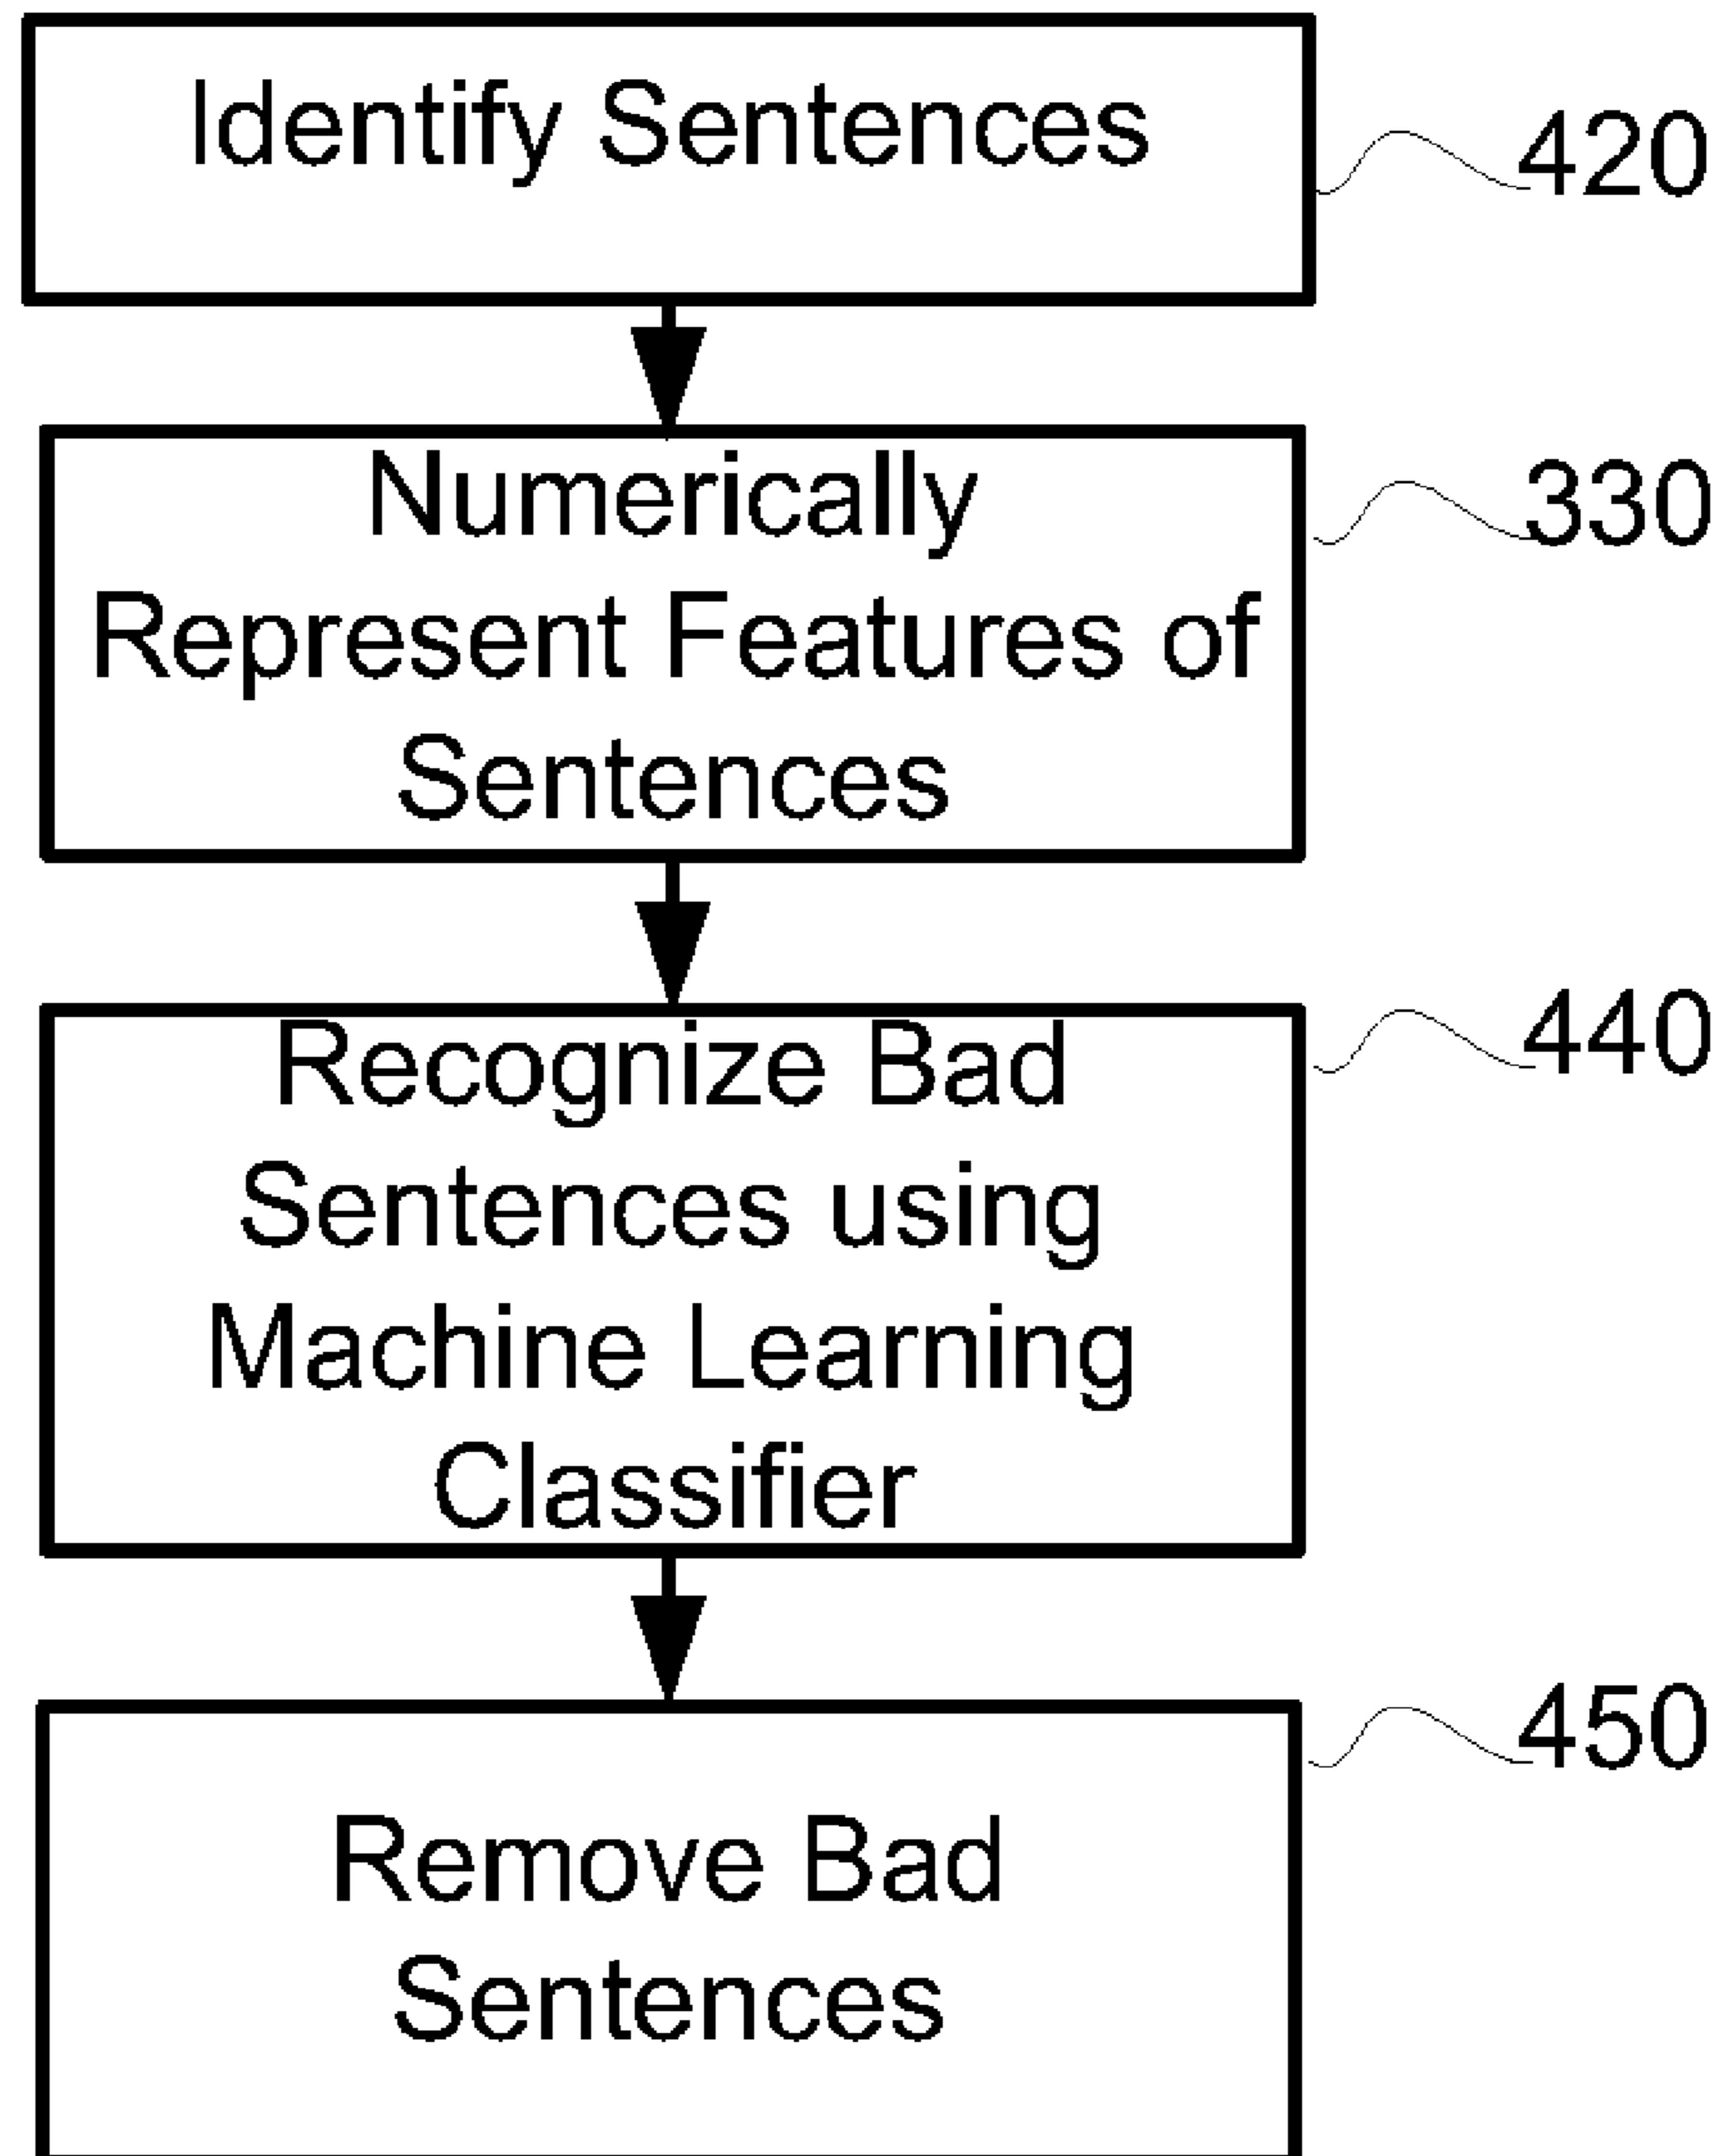 Identify Sentences
420
Numerically
330
Represent Features of
Sentences
Recognize Bad
440
Sentences using
Machine Learning
Classifier
450
Remove Bad
Sentences